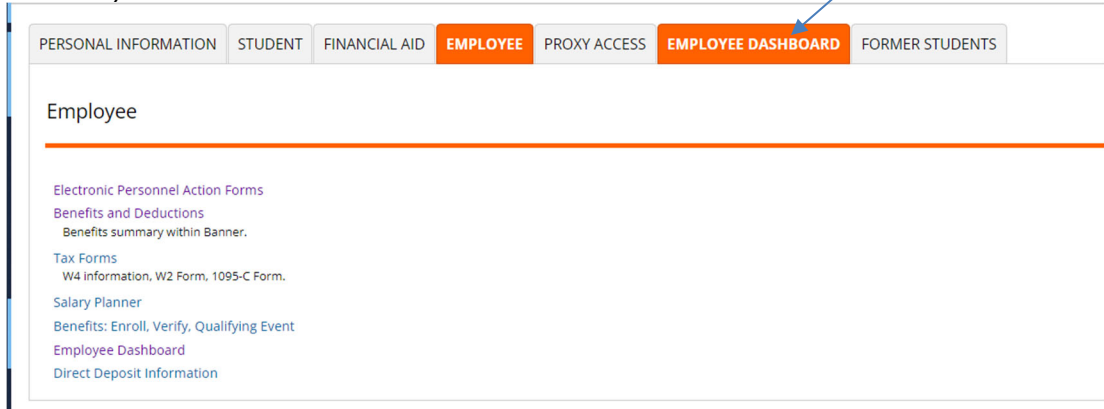 PERSONAL INFORMATION STUDENT FINANCIAL AID EMPLOYEE PROXY ACCESS EMPLOYEE DASHBOARD FORMER STUDENTS
Employee
Electronic Personnel Action Forms
Benefits and Deductions
Benefits summary within Banner.
Tax Forms
W4 information, W2 Form, 1095-C Form.
Salary Planner
Benefits: Enroll, Verify, Qualifying Event
Employee Dashboard
Direct Deposit Information